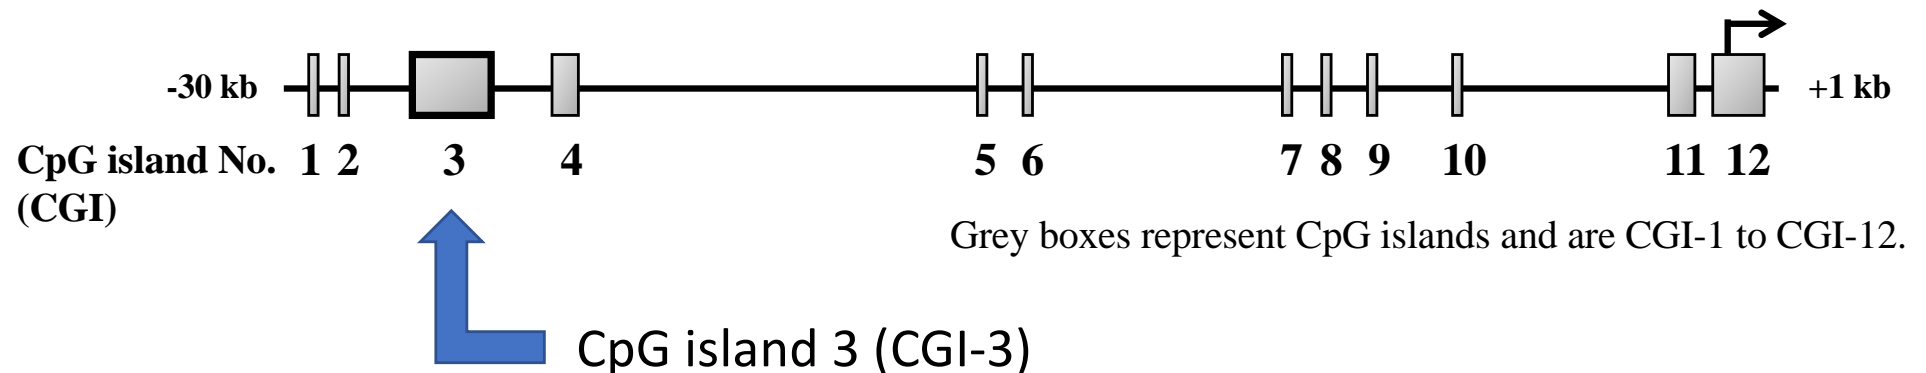 -30 kb
+1 kb
CpG island No. 1 2 3 4 5 6 7 8 9 10 11 12
(CGI)
Grey boxes represent CpG islands and are CGI-1 to CGI-12.
CpG island 3 (CGI-3)